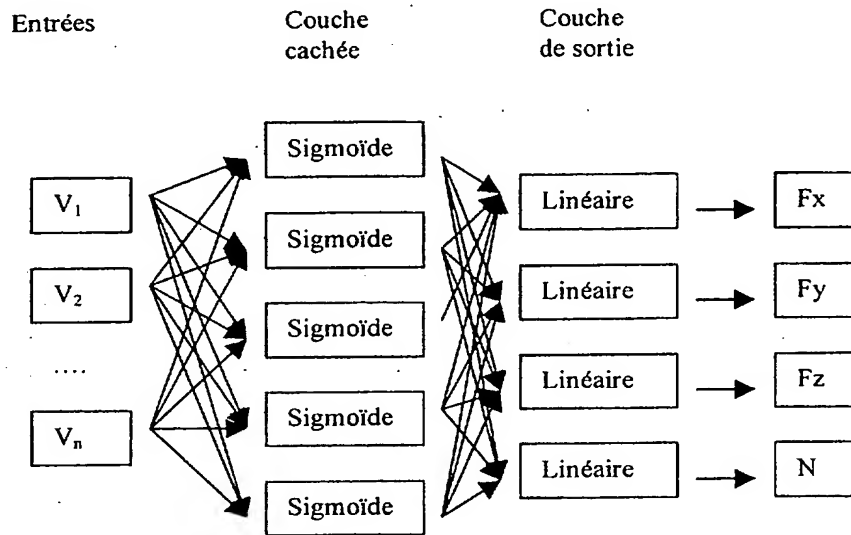 Entrées
Couche
cachée
Couche
de sortie
V₁
V₂
....
Vₙ
Sigmoïde
Sigmoïde
Sigmoïde
Sigmoïde
Sigmoïde
Linéaire
Linéaire
Linéaire
Linéaire
Fx
Fy
Fz
N